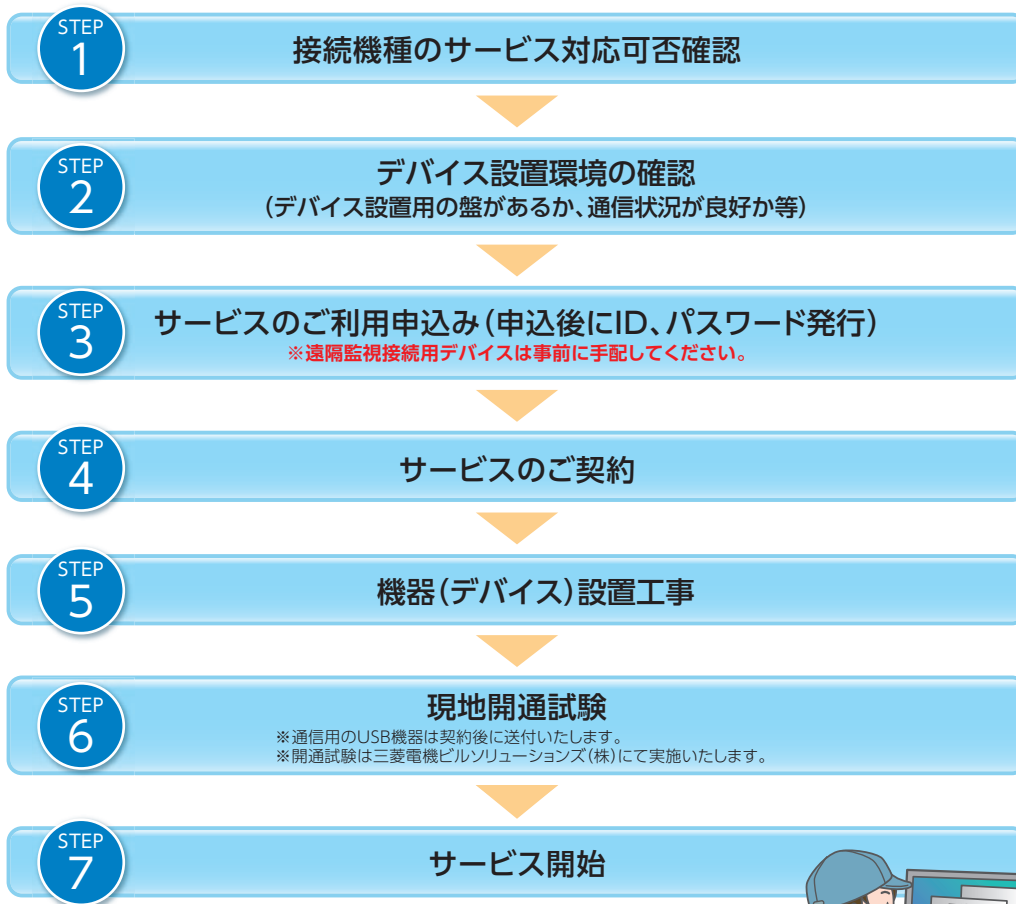 STEP
1
接続機種のサービス対応可否確認
STEP
2
デバイス設置環境の確認
(デバイス設置用の盤があるか、通信状況が良好か等)
STEP
3
サービスのご利用申込み(申込後にID、パスワード発行)
※遠隔監視接続用デバイスは事前に手配してください。
STEP
4
サービスのご契約
STEP
5
機器(デバイス)設置工事
STEP
6
現地開通試験
※通信用のUSB機器は契約後に送付いたします。
※開通試験は三菱電機ビルソリューションズ(株)にて実施いたします。
STEP
7
サービス開始